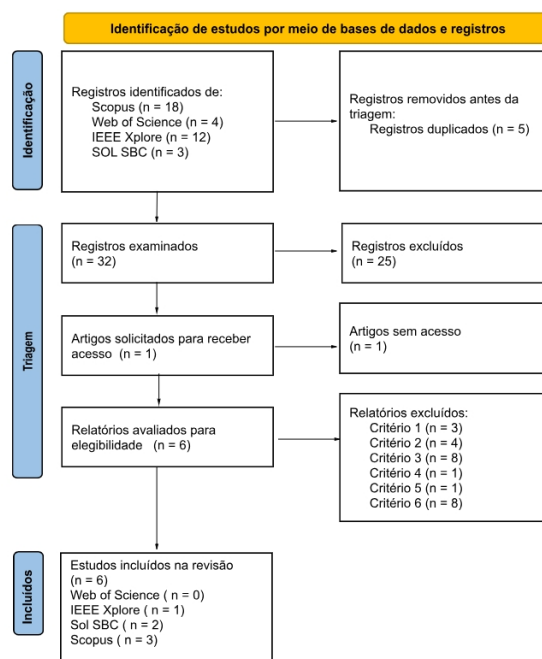 Identificação de estudos por meio de bases de dados e registros
Identificação
Registros identificados de:
Scopus (n = 18)
Web of Science (n = 4)
IEEE Xplore (n = 12)
SOL SBC (n = 3)
Registros removidos antes da
triagem:
Registros duplicados (n = 5)
Triagem
Registros examinados
(n = 32)
Registros excluídos
(n = 25)
Artigos solicitados para receber
acesso (n = 1)
Artigos sem acesso
(n = 1)
Relatórios avaliados para
elegibilidade (n = 6)
Relatórios excluídos:
Critério 1 (n = 3)
Critério 2 (n = 4)
Critério 3 (n = 8)
Critério 4 (n = 1)
Critério 5 (n = 1)
Critério 6 (n = 8)
Incluídos
Estudos incluídos na revisão
(n = 6)
Web of Science ( n = 0)
IEEE Xplore ( n = 1)
Sol SBC ( n = 2)
Scopus ( n = 3)